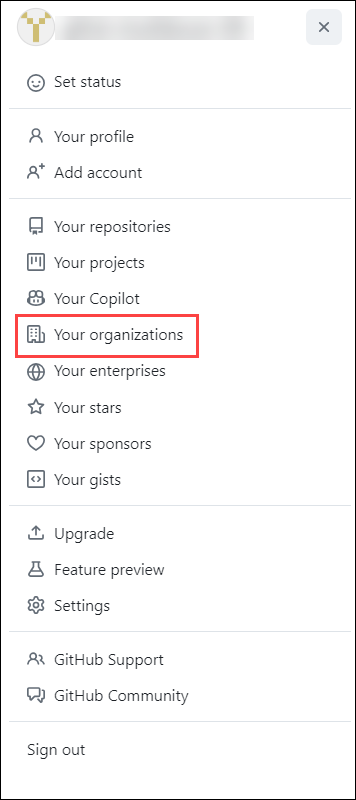 Set status
Your profile
Add account
Your repositories
Your projects
Your Copilot
Your organizations
Your enterprises
Your stars
Your sponsors
Your gists
Upgrade
Feature preview
Settings
GitHub Support
GitHub Community
Sign out